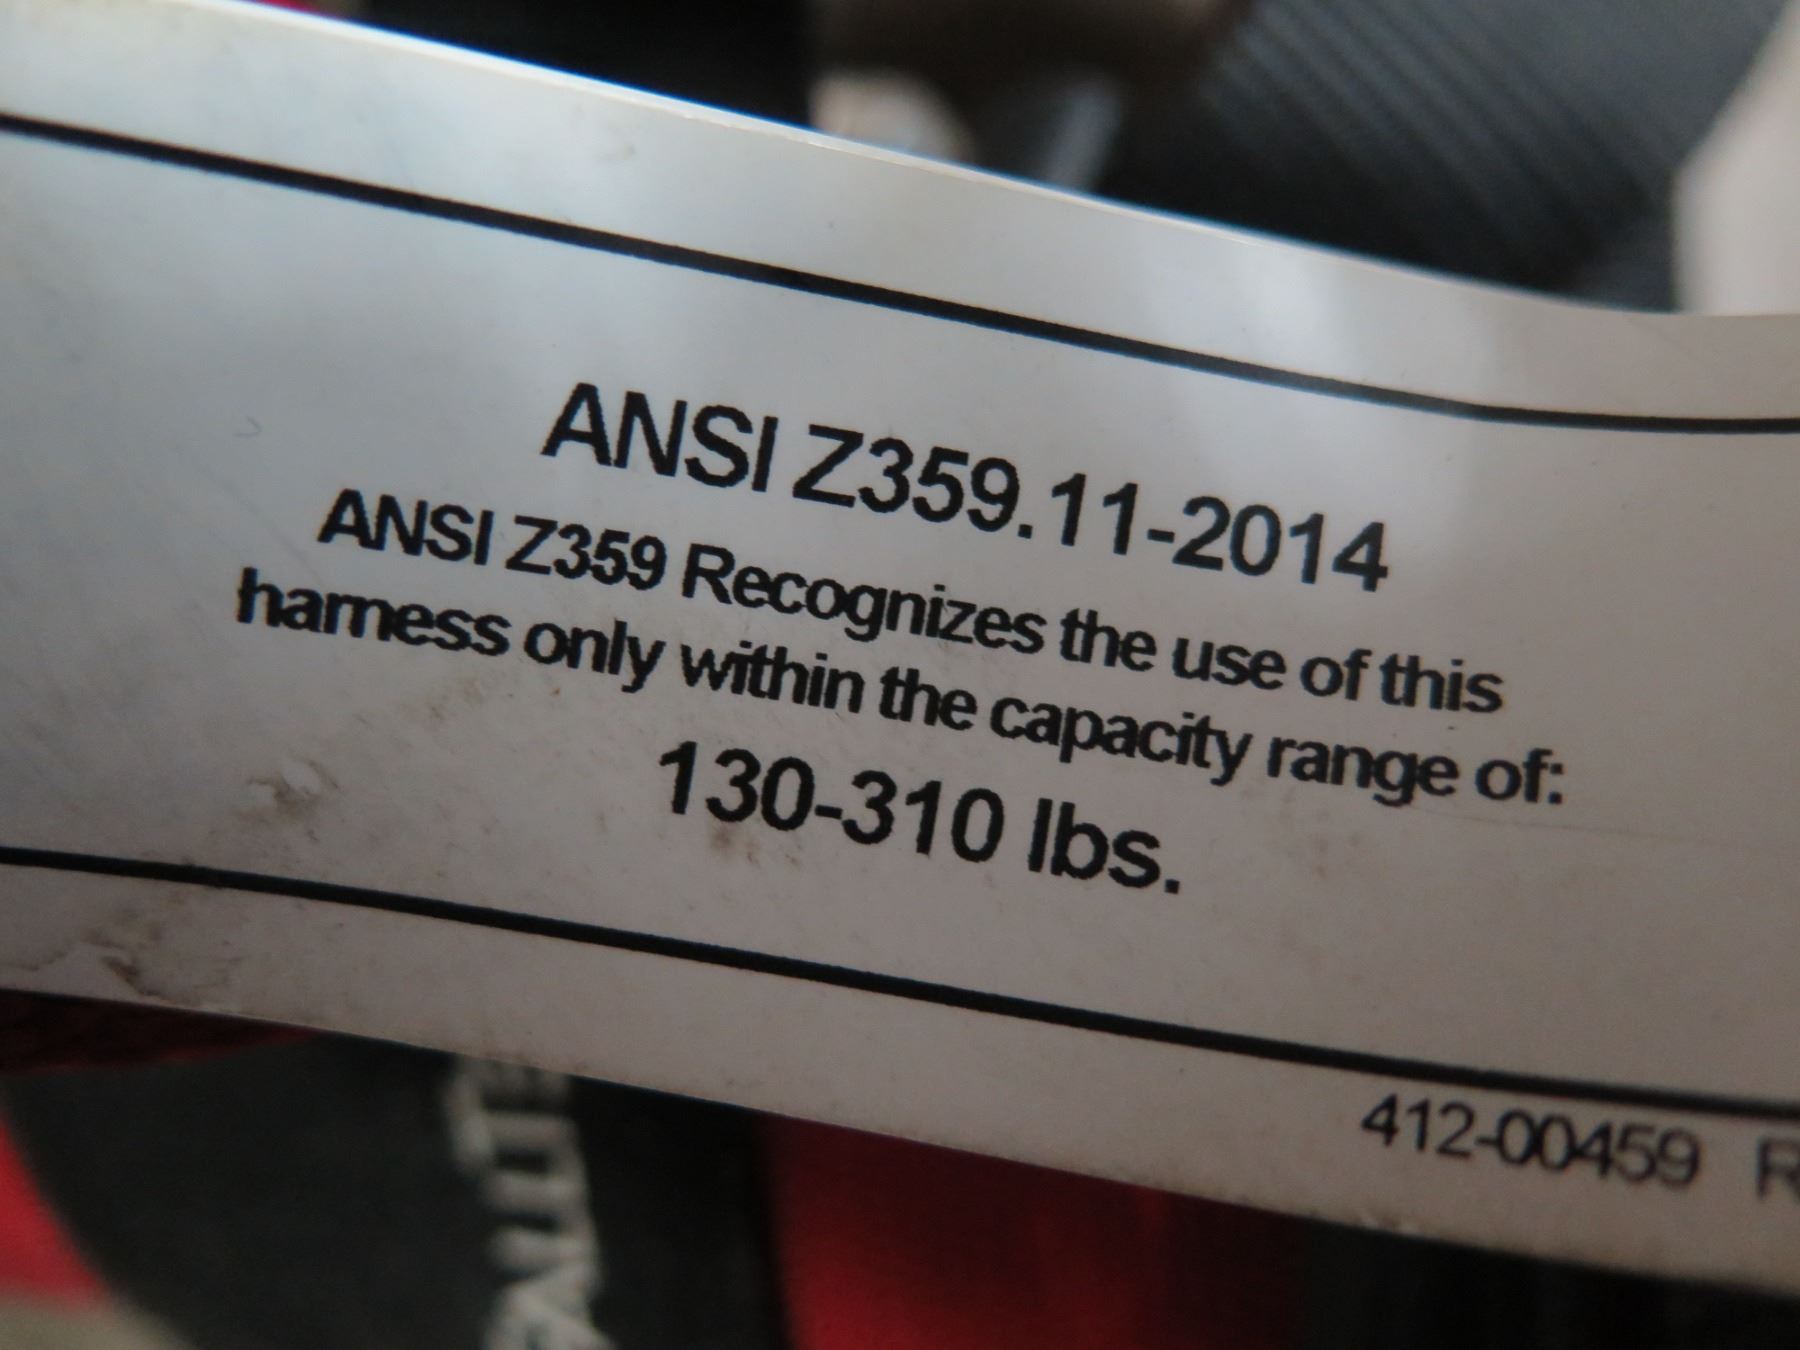 ANSI Z359.11-2014
ANSI Z359 Recognizes the use of this
harness only within the capacity range of:
130-310 lbs.
412-00459 R